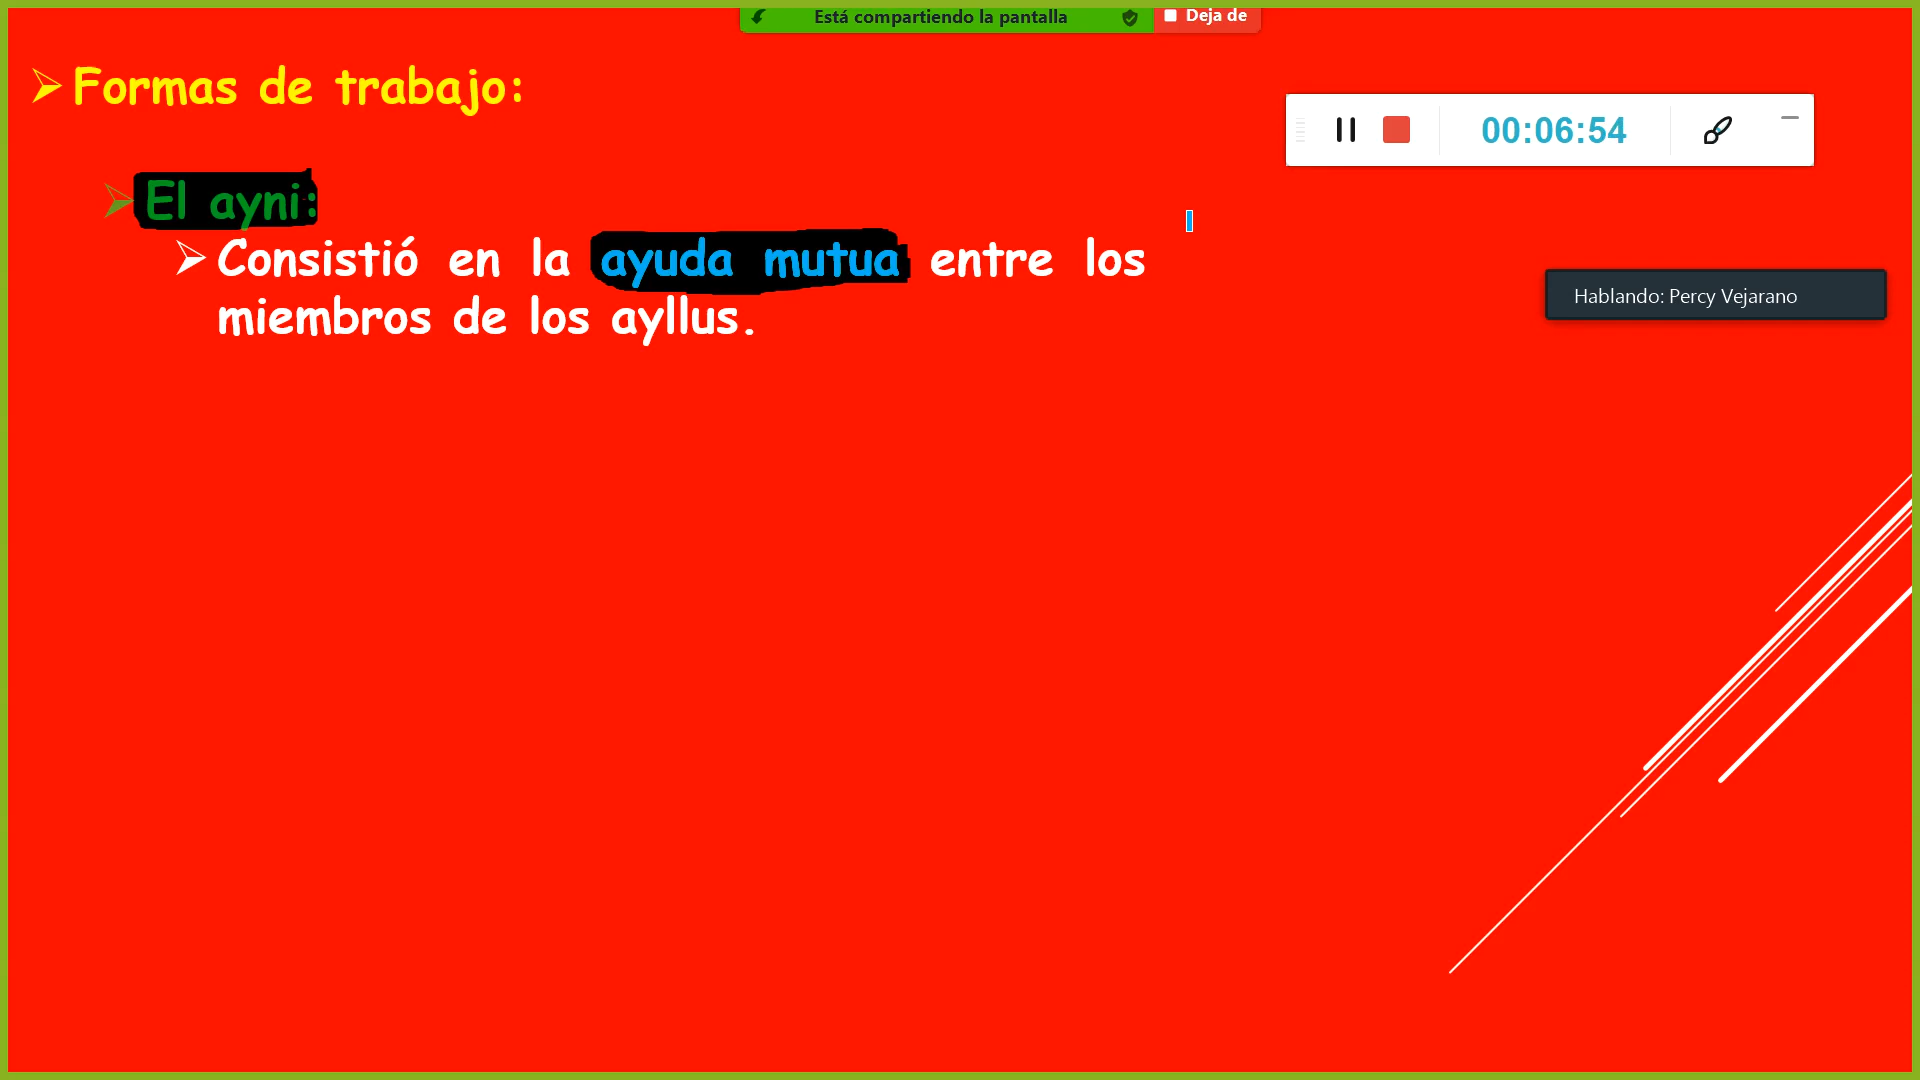 Está compartiendo la pantalla
Deja de
Formas de trabajo:
00:06:54
El ayni:
Consistió en la ayuda mutua entre los
miembros de los ayllus.
Hablando: Percy Vejarano